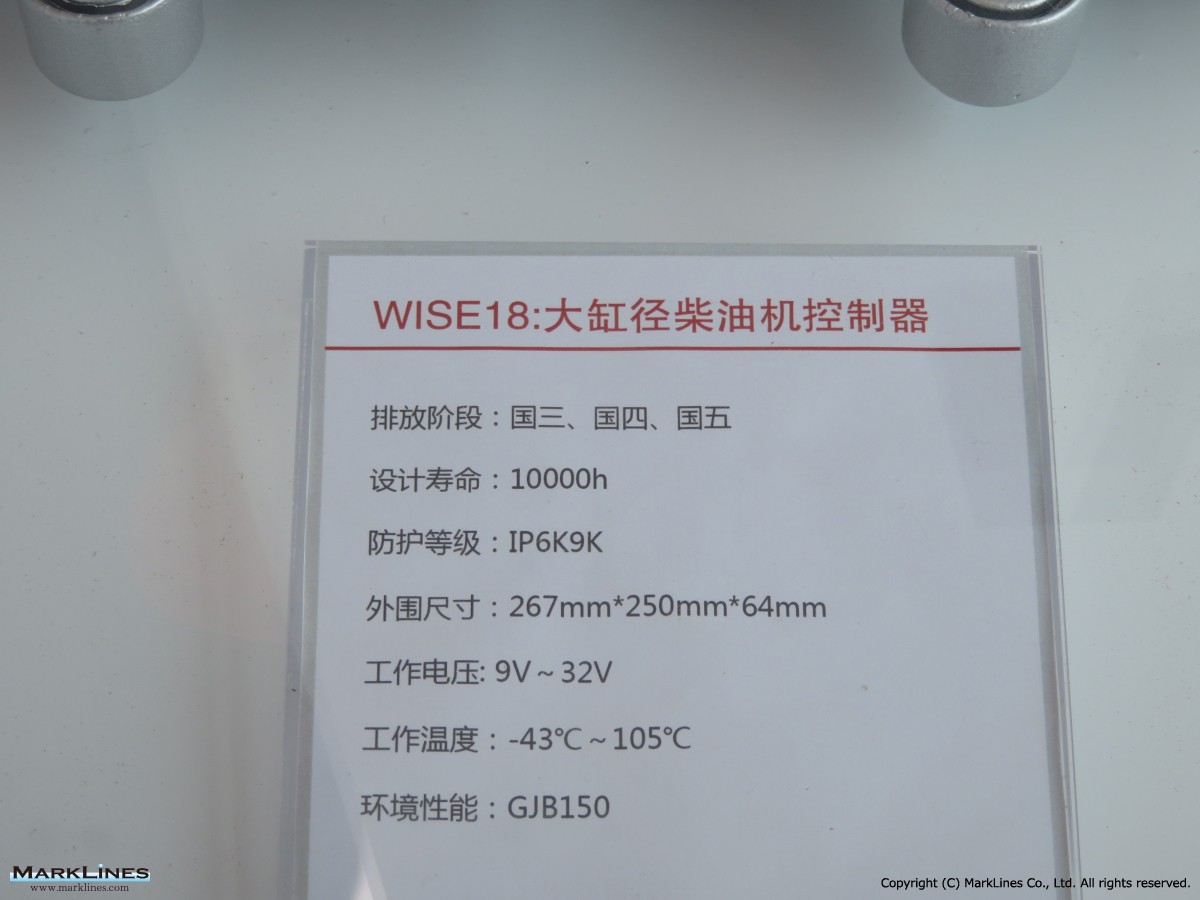 WISE18:大缸径柴油机控制器
排放阶段：国三、国四、国五
设计寿命：10000h
防护等级：IP6K9K
外围尺寸：267mm*250mm*64mm
工作电压: 9V～32V
工作温度：-43℃～105℃
环境性能：GJB150
MARKLINES
www.marklines.com
Copyright (C) MarkLines Co., Ltd. All rights reserved.